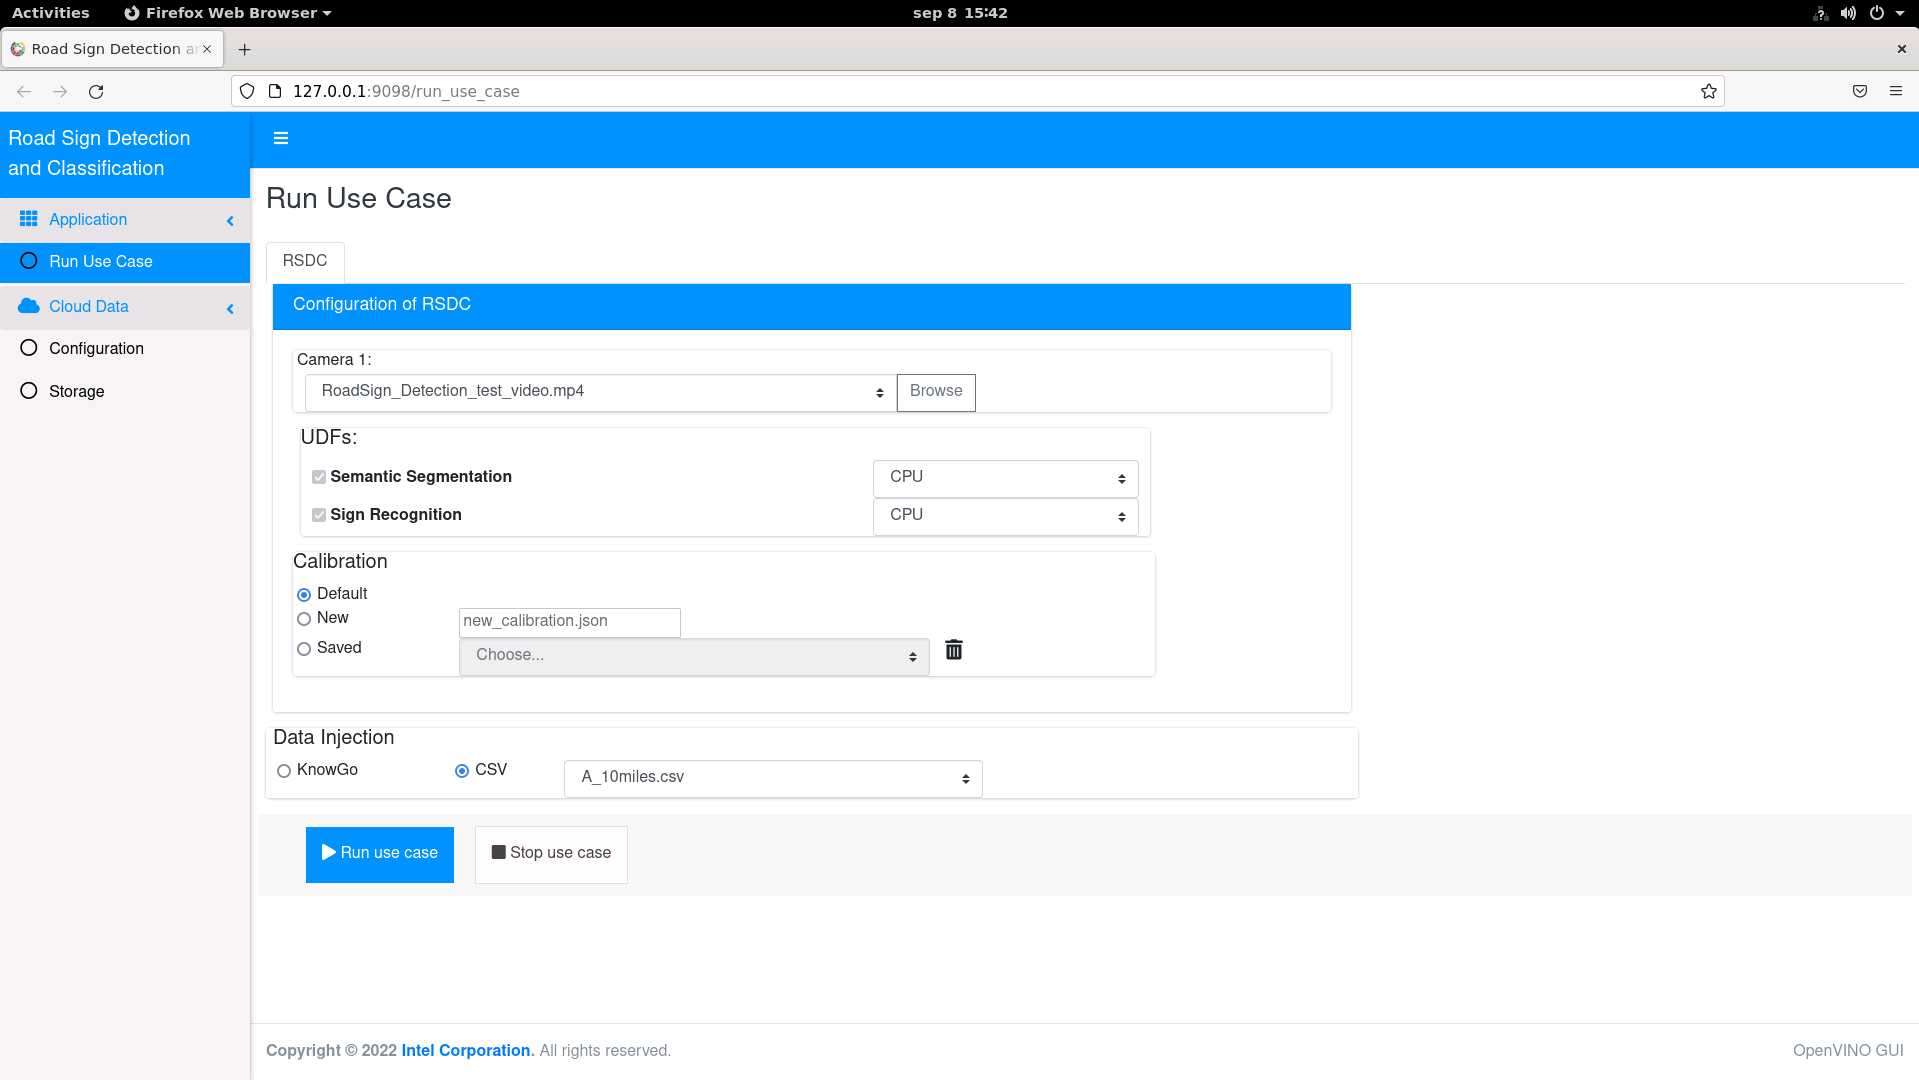 Activities Firefox Web Browser sep 8 15:42
Road Sign Detection a
127.0.0.1:9098/run_use_case
Road Sign Detection
and Classification
Application
Run Use Case
Cloud Data
Configuration
Storage
Run Use Case
RSDC
Configuration of RSDC
Camera 1:
RoadSign_Detection_test_video.mp4 Browse
UDFs:
Semantic Segmentation CPU
Sign Recognition CPU
Calibration
Default
New new_calibration.json
Saved Choose...
Data Injection
KnowGo CSV A_10miles.csv
Run use case Stop use case
Copyright © 2022 Intel Corporation. All rights reserved. OpenVINO GUI